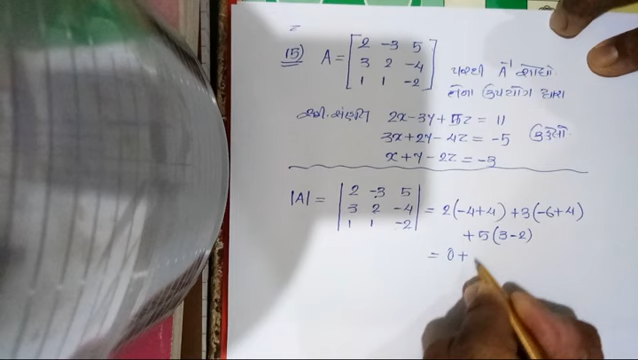 (15) A = [2 -3 5
3 2 -4
1 1 -2] પરથી A⁻¹ શોધો.
તેના ઉપયોગ દ્વારા
2x-3y+5z = 11
3x+2y-4z = -5 ઉકેલો
x+y-2z = -3
|A| = |2 -3 5
3 2 -4
1 1 -2| = 2(-4+4) +3(-6+4)
+5(3-2)
= 0+